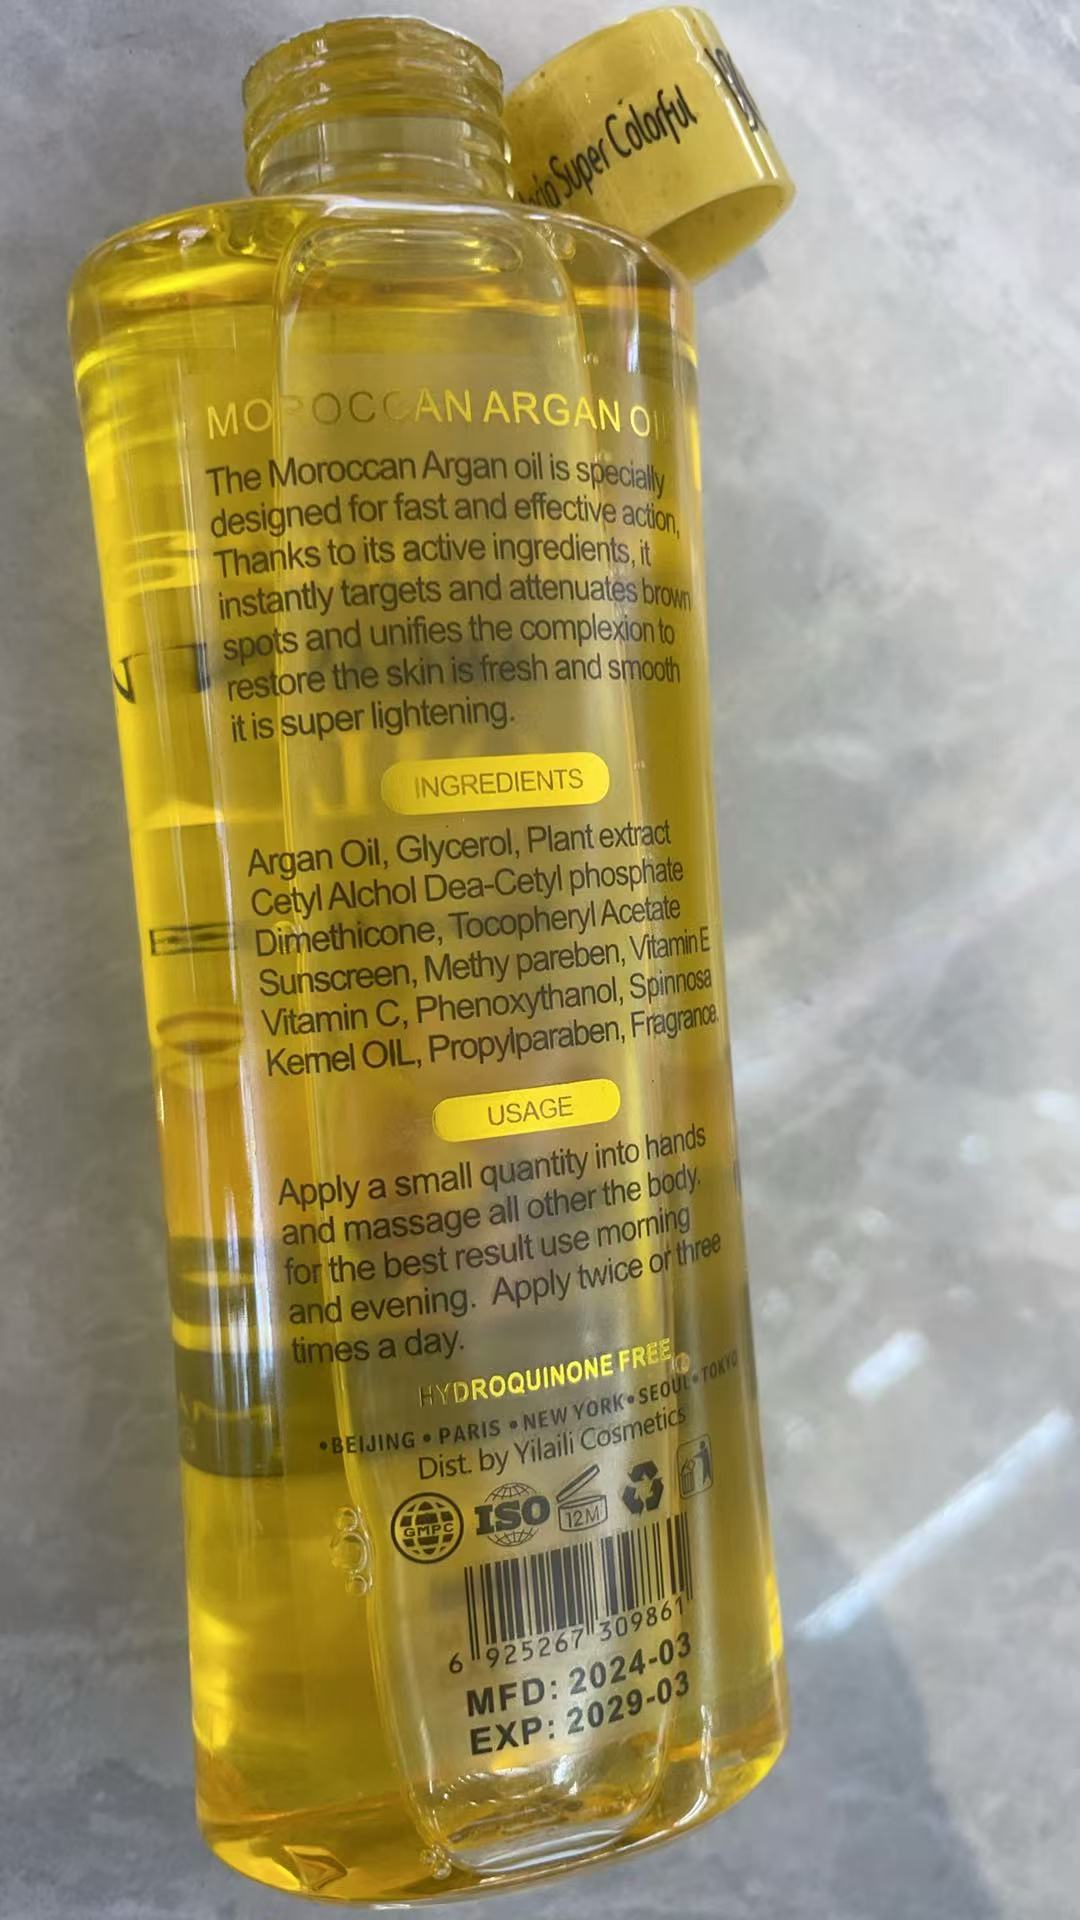 Super Colorful
MOROCCAN ARGAN OIL
The Moroccan Argan oil is specially
designed for fast and effective action,
Thanks to its active ingredients, it
instantly targets and attenuates brown
spots and unifies the complexion to
restore the skin is fresh and smooth
it is super lightening.
INGREDIENTS
Argan Oil, Glycerol, Plant extract
Cetyl Alchol Dea-Cetyl phosphate
Dimethicone, Tocopheryl Acetate
Sunscreen, Methy pareben, Vitamin E
Vitamin C, Phenoxythanol, Spinnosa
Kernel OIL, Propylparaben, Fragrance.
USAGE
Apply a small quantity into hands
and massage all other the body.
for the best result use morning
and evening. Apply twice or three
times a day.
HYDROQUINONE FREE
•BEIJING • PARIS • NEW YORK • SEOUL • TOKYO
Dist. by Yilaili Cosmetics
GMPC ISO 12M
6 925267 309861
MFD: 2024-03
EXP: 2029-03